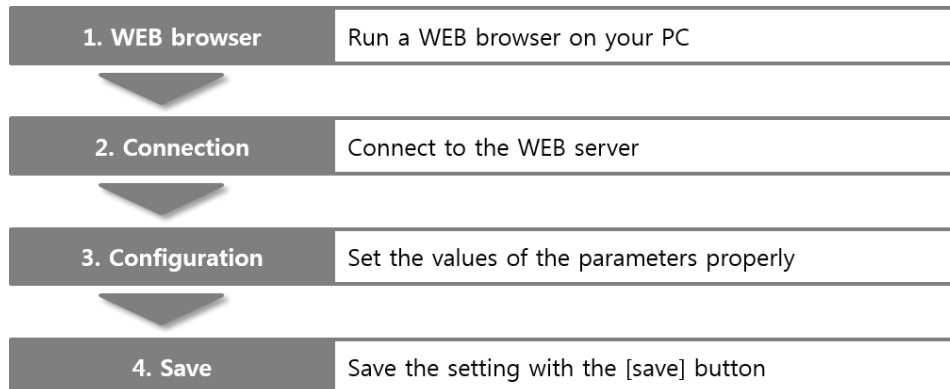 1. WEB browser Run a WEB browser on your PC
2. Connection Connect to the WEB server
3. Configuration Set the values of the parameters properly
4. Save Save the setting with the [save] button